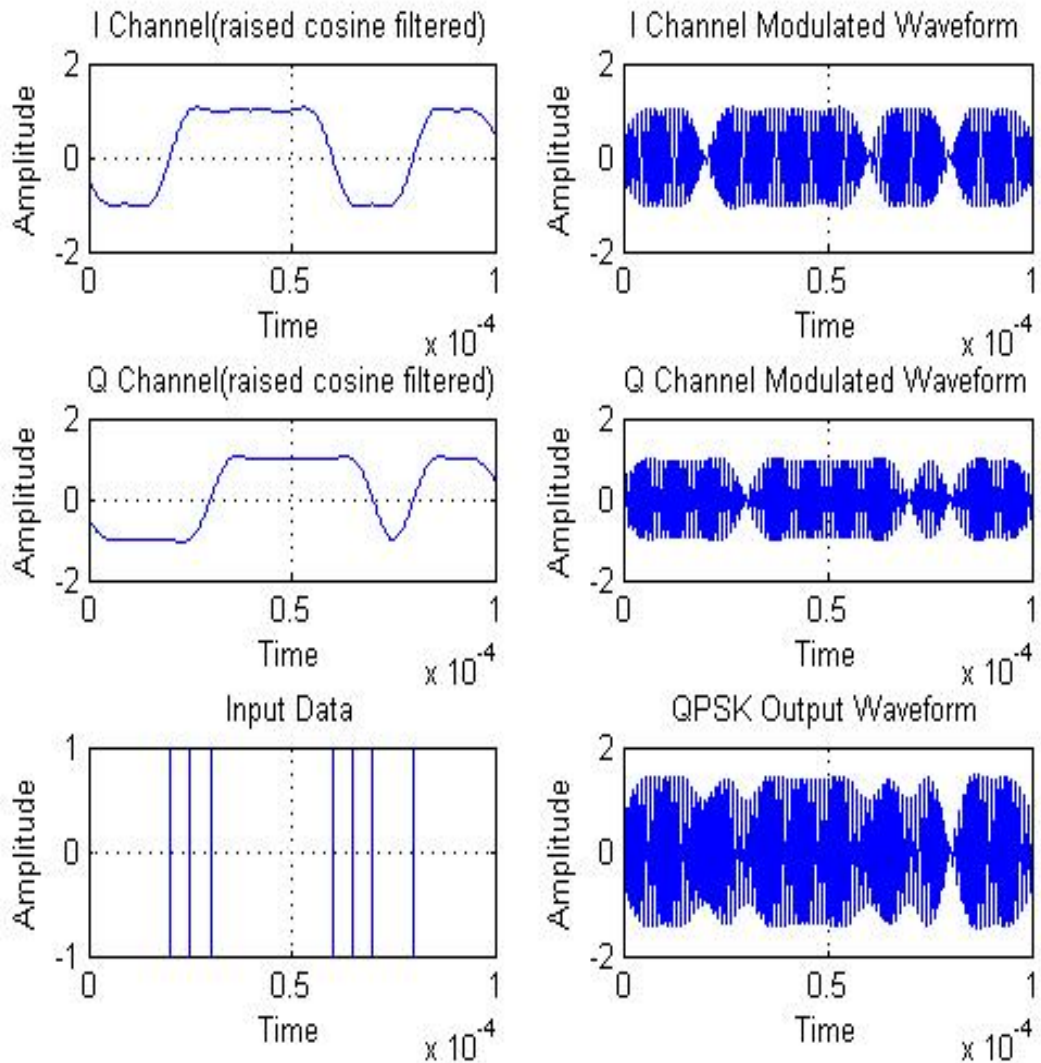 I Channel(raised cosine filtered)
2
0
-2
Amplitude
0 0.5 1
Time
x 10-4
I Channel Modulated Waveform
2
0
-2
Amplitude
0 0.5 1
Time
x 10-4
Q Channel(raised cosine filtered)
2
0
-2
Amplitude
0 0.5 1
Time
x 10-4
Q Channel Modulated Waveform
2
0
-2
Amplitude
0 0.5 1
Time
x 10-4
Input Data
1
0
-1
Amplitude
0 0.5 1
Time
x 10-4
QPSK Output Waveform
2
0
-2
Amplitude
0 0.5 1
Time
x 10-4